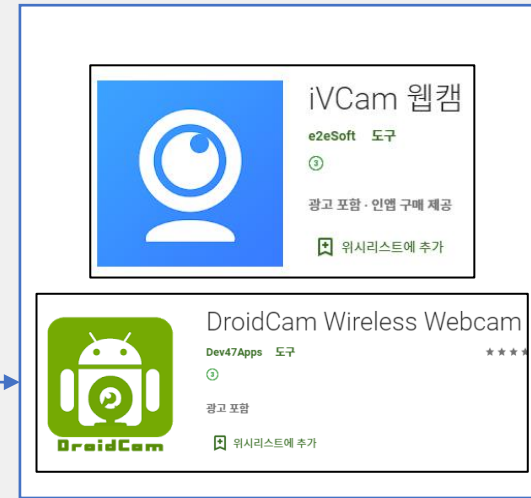 iVCam 웹캠
e2eSoft 도구
3
광고 포함 · 인앱 구매 제공
위시리스트에 추가
DroidCam Wireless Webcam
Dev47Apps 도구
3
광고 포함
위시리스트에 추가
DroidCam